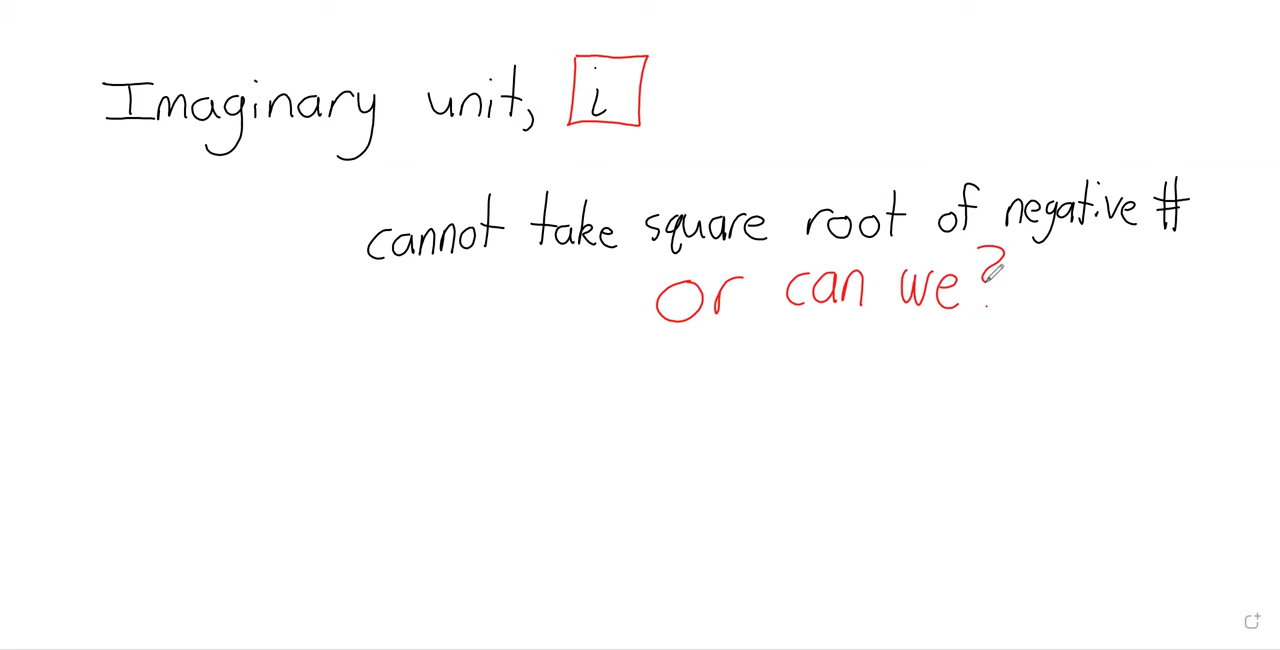 Imaginary unit, i
cannot take square root of negative #
or can we?